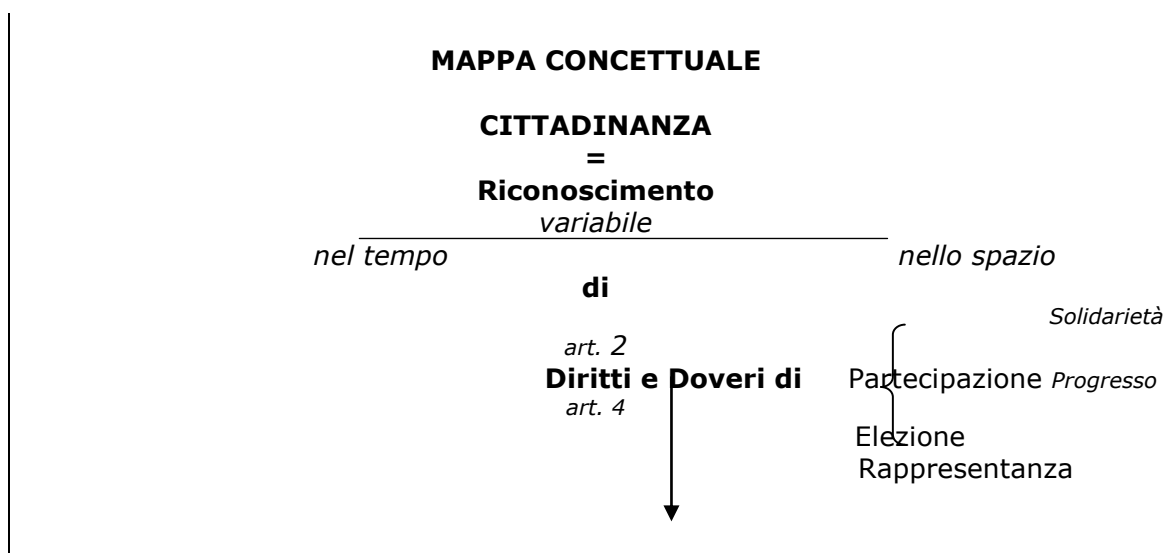 MAPPA CONCETTUALE
CITTADINANZA
=
Riconoscimento
variabile
nel tempo nello spazio
di
Solidarietà
art. 2
Diritti e Doveri di Partecipazione Progresso
art. 4
Elezione
Rappresentanza